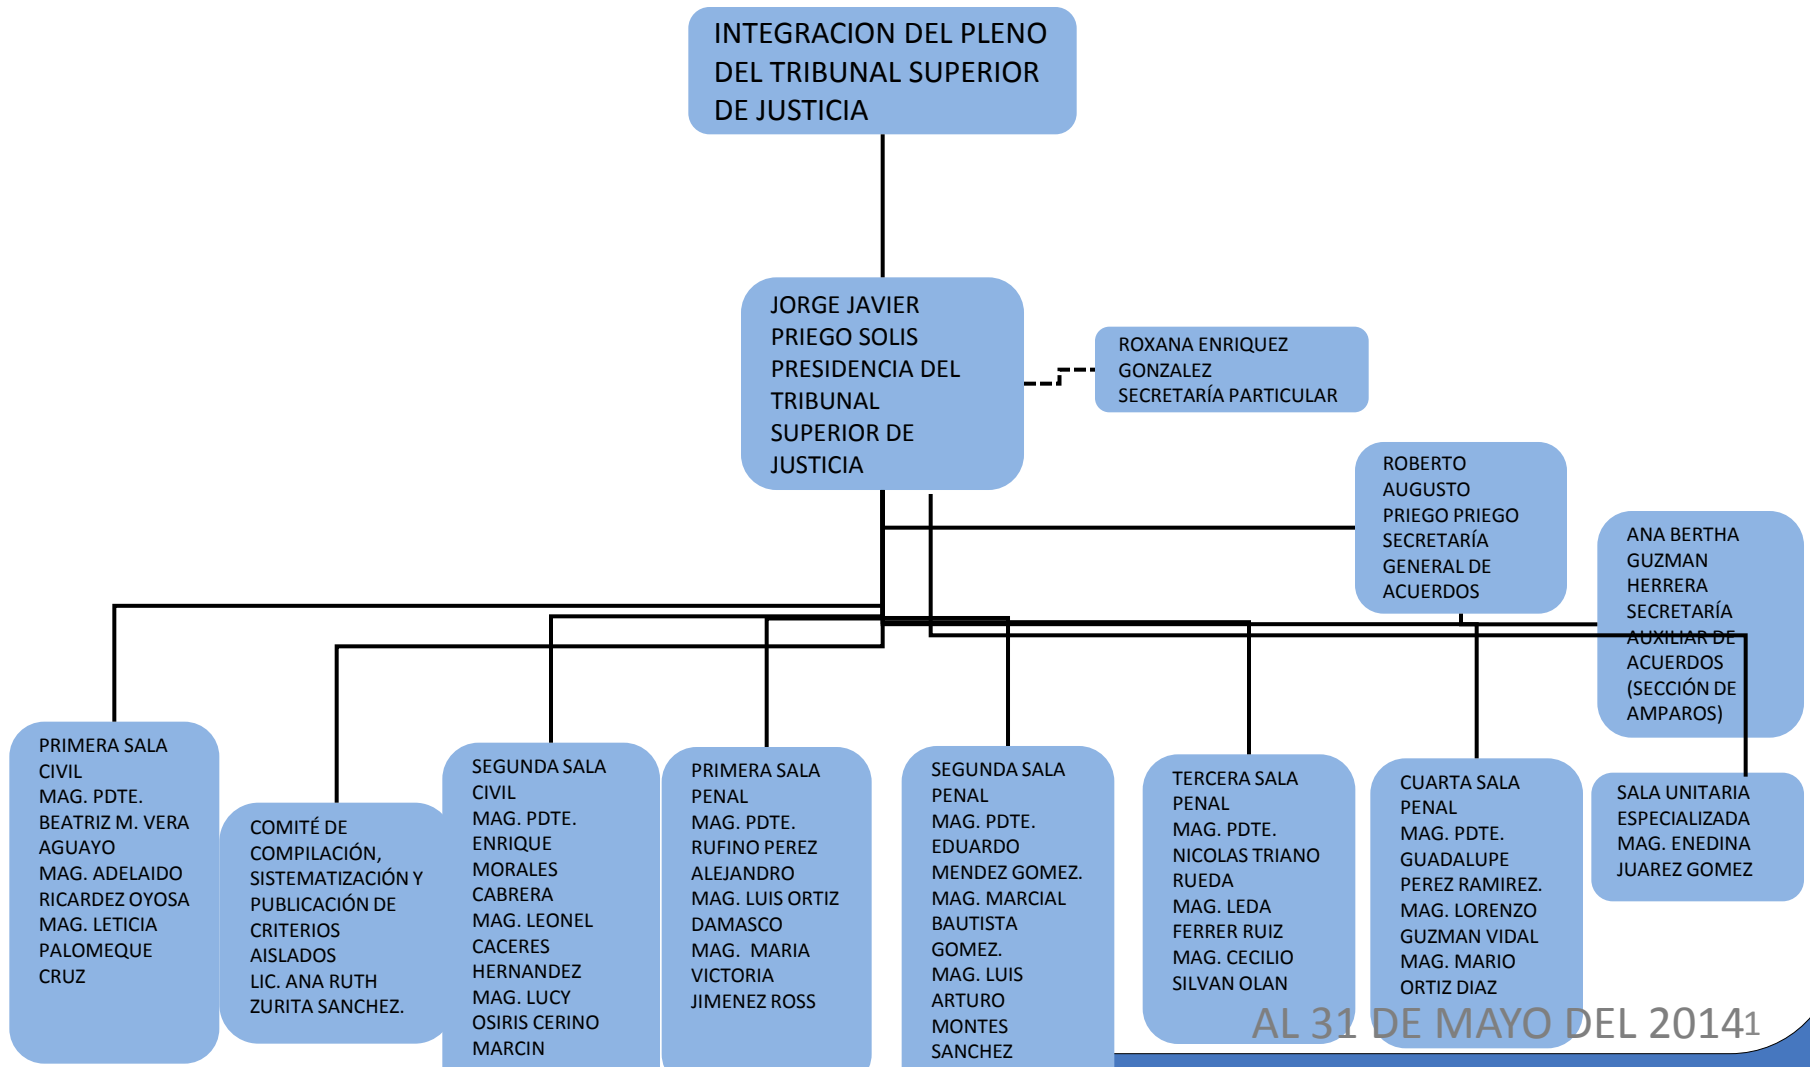 INTEGRACION DEL PLENO
DEL TRIBUNAL SUPERIOR
DE JUSTICIA
JORGE JAVIER
PRIEGO SOLIS
PRESIDENCIA DEL
TRIBUNAL
SUPERIOR DE
JUSTICIA
ROXANA ENRIQUEZ
GONZALEZ
SECRETARÍA PARTICULAR
ROBERTO
AUGUSTO
PRIEGO PRIEGO
SECRETARÍA
GENERAL DE
ACUERDOS
ANA BERTHA
GUZMAN
HERRERA
SECRETARÍA
AUXILIAR DE
ACUERDOS
(SECCIÓN DE
AMPAROS)
PRIMERA SALA
CIVIL
MAG. PDTE.
BEATRIZ M. VERA
AGUAYO
MAG. ADELAIDO
RICARDEZ OYOSA
MAG. LETICIA
PALOMEQUE
CRUZ
COMITÉ DE
COMPILACIÓN,
SISTEMATIZACIÓN Y
PUBLICACIÓN DE
CRITERIOS
AISLADOS
LIC. ANA RUTH
ZURITA SANCHEZ.
SEGUNDA SALA
CIVIL
MAG. PDTE.
ENRIQUE
MORALES
CABRERA
MAG. LEONEL
CACERES
HERNANDEZ
MAG. LUCY
OSIRIS CERINO
MARCIN
PRIMERA SALA
PENAL
MAG. PDTE.
RUFINO PEREZ
ALEJANDRO
MAG. LUIS ORTIZ
DAMASCO
MAG. MARIA
VICTORIA
JIMENEZ ROSS
SEGUNDA SALA
PENAL
MAG. PDTE.
EDUARDO
MENDEZ GOMEZ.
MAG. MARCIAL
BAUTISTA
GOMEZ.
MAG. LUIS
ARTURO
MONTES
SANCHEZ
TERCERA SALA
PENAL
MAG. PDTE.
NICOLAS TRIANO
RUEDA
MAG. LEDA
FERRER RUIZ
MAG. CECILIO
SILVAN OLAN
CUARTA SALA
PENAL
MAG. PDTE.
GUADALUPE
PEREZ RAMIREZ.
MAG. LORENZO
GUZMAN VIDAL
MAG. MARIO
ORTIZ DIAZ
SALA UNITARIA
ESPECIALIZADA
MAG. ENEDINA
JUAREZ GOMEZ
AL 31 DE MAYO DEL 2014
1